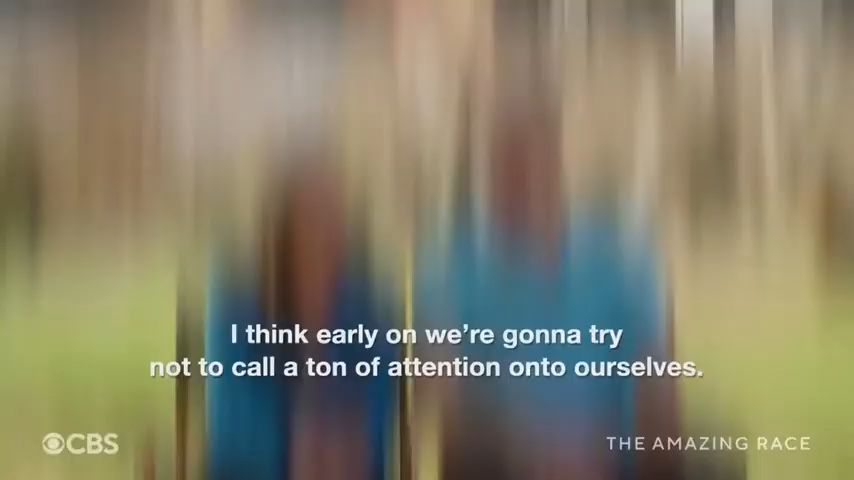 I think early on we're gonna try
not to call a ton of attention onto ourselves.
CBS
THE AMAZING RACE